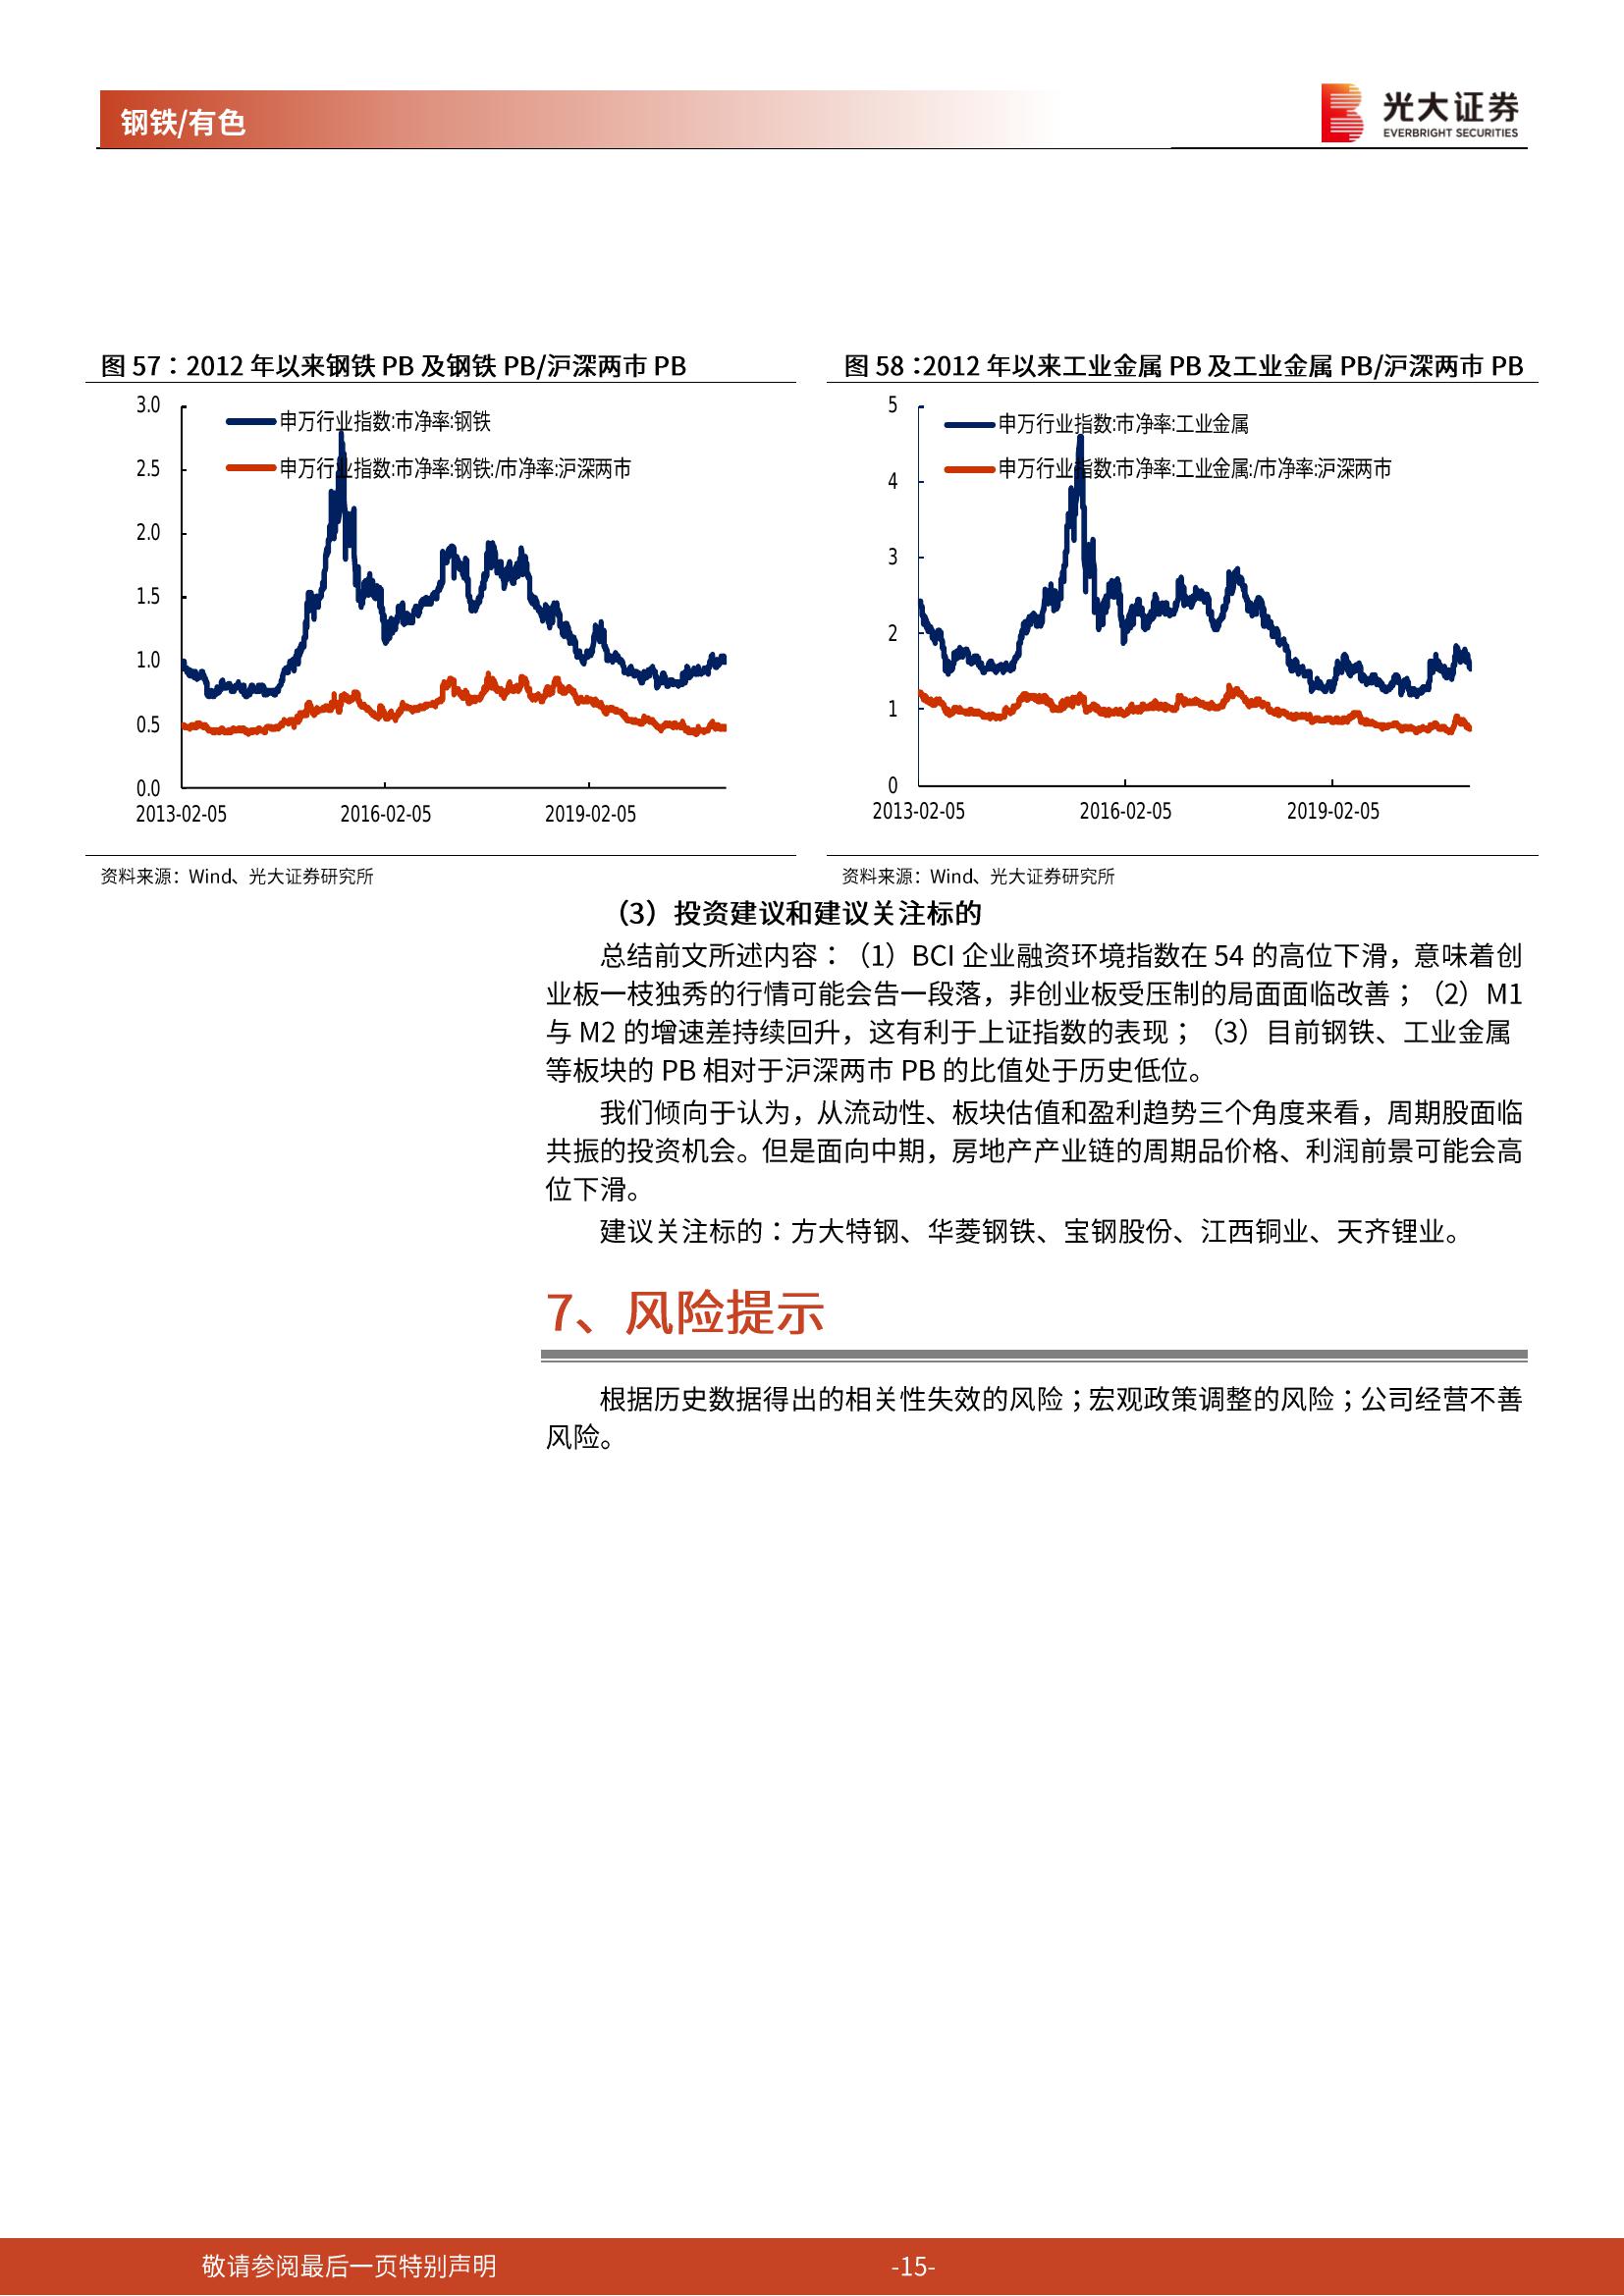 钢铁/有色
光大证券
EVERBRIGHT SECURITIES
图 57：2012 年以来钢铁 PB 及钢铁 PB/沪深两市 PB
3.0
2.5
2.0
1.5
1.0
0.5
0.0
申万行业指数:市净率:钢铁
申万行业指数:市净率:钢铁:/市净率:沪深两市
2013-02-05
2016-02-05
2019-02-05
资料来源：Wind、光大证券研究所
图 58：2012 年以来工业金属 PB 及工业金属 PB/沪深两市 PB
5
4
3
2
1
0
申万行业指数:市净率:工业金属
申万行业指数:市净率:工业金属:/市净率:沪深两市
2013-02-05
2016-02-05
2019-02-05
资料来源：Wind、光大证券研究所
（3）投资建议和建议关注标的
总结前文所述内容：（1）BCI 企业融资环境指数在 54 的高位下滑，意味着创
业板一枝独秀的行情可能会告一段落，非创业板受压制的局面面临改善；（2）M1
与 M2 的增速差持续回升，这有利于上证指数的表现；（3）目前钢铁、工业金属
等板块的 PB 相对于沪深两市 PB 的比值处于历史低位。
我们倾向于认为，从流动性、板块估值和盈利趋势三个角度来看，周期股面临
共振的投资机会。但是面向中期，房地产产业链的周期品价格、利润前景可能会高
位下滑。
建议关注标的：方大特钢、华菱钢铁、宝钢股份、江西铜业、天齐锂业。
7、风险提示
根据历史数据得出的相关性失效的风险；宏观政策调整的风险；公司经营不善
风险。
敬请参阅最后一页特别声明
-15-